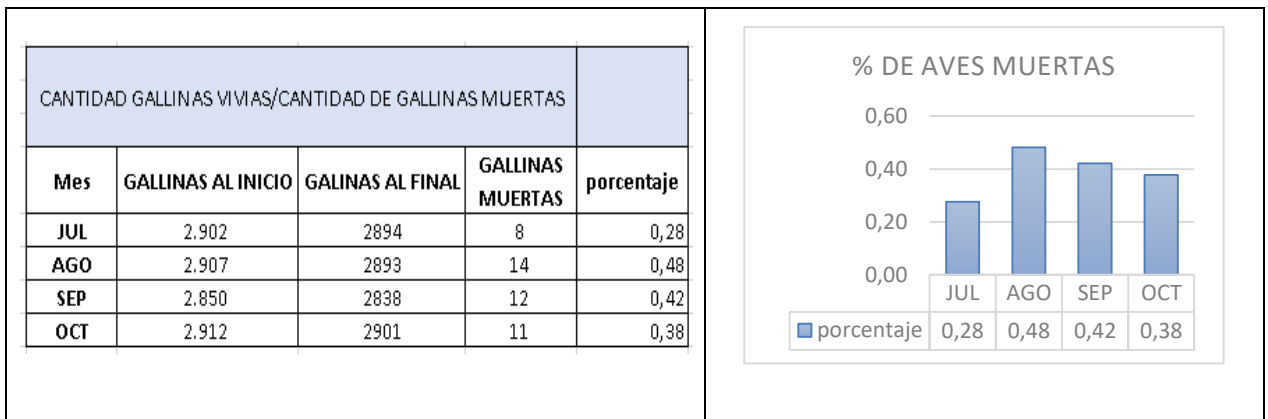 CANTIDAD GALLINAS VIVIAS/CANTIDAD DE GALLINAS MUERTAS
Mes GALLINAS AL INICIO GALINAS AL FINAL GALLINAS MUERTAS porcentaje
JUL 2.902 2894 8 0,28
AGO 2.907 2893 14 0,48
SEP 2.850 2838 12 0,42
OCT 2.912 2901 11 0,38
% DE AVES MUERTAS
0,60
0,40
0,20
0,00
JUL AGO SEP OCT
porcentaje 0,28 0,48 0,42 0,38